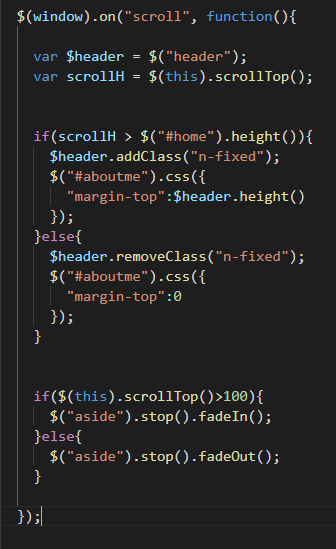 $(window).on("scroll", function(){
var $header = $("header");
var scrollH = $(this).scrollTop();
if(scrollH > $("#home").height()){
$header.addClass("n-fixed");
$("#aboutme").css({
"margin-top":$header.height()
});
}else{
$header.removeClass("n-fixed");
$("#aboutme").css({
"margin-top":0
});
}
if($(this).scrollTop()>100){
$("aside").stop().fadeIn();
}else{
$("aside").stop().fadeOut();
}
});